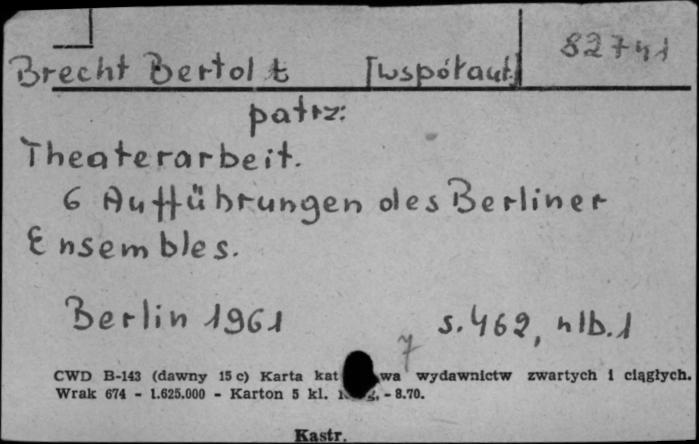 82741
Brecht Bertolt [współaut.]
patrz:
Theaterarbeit.
6 Aufführungen des Berliner
Ensembles.
Berlin 1961 s. 462, nlb. 1
7
CWD B-143 (dawny 15 c) Karta kat wa wydawnictw zwartych i ciągłych.
Wrak 674 - 1.625.000 - Karton 5 kl. - 8.70.
Kastr.